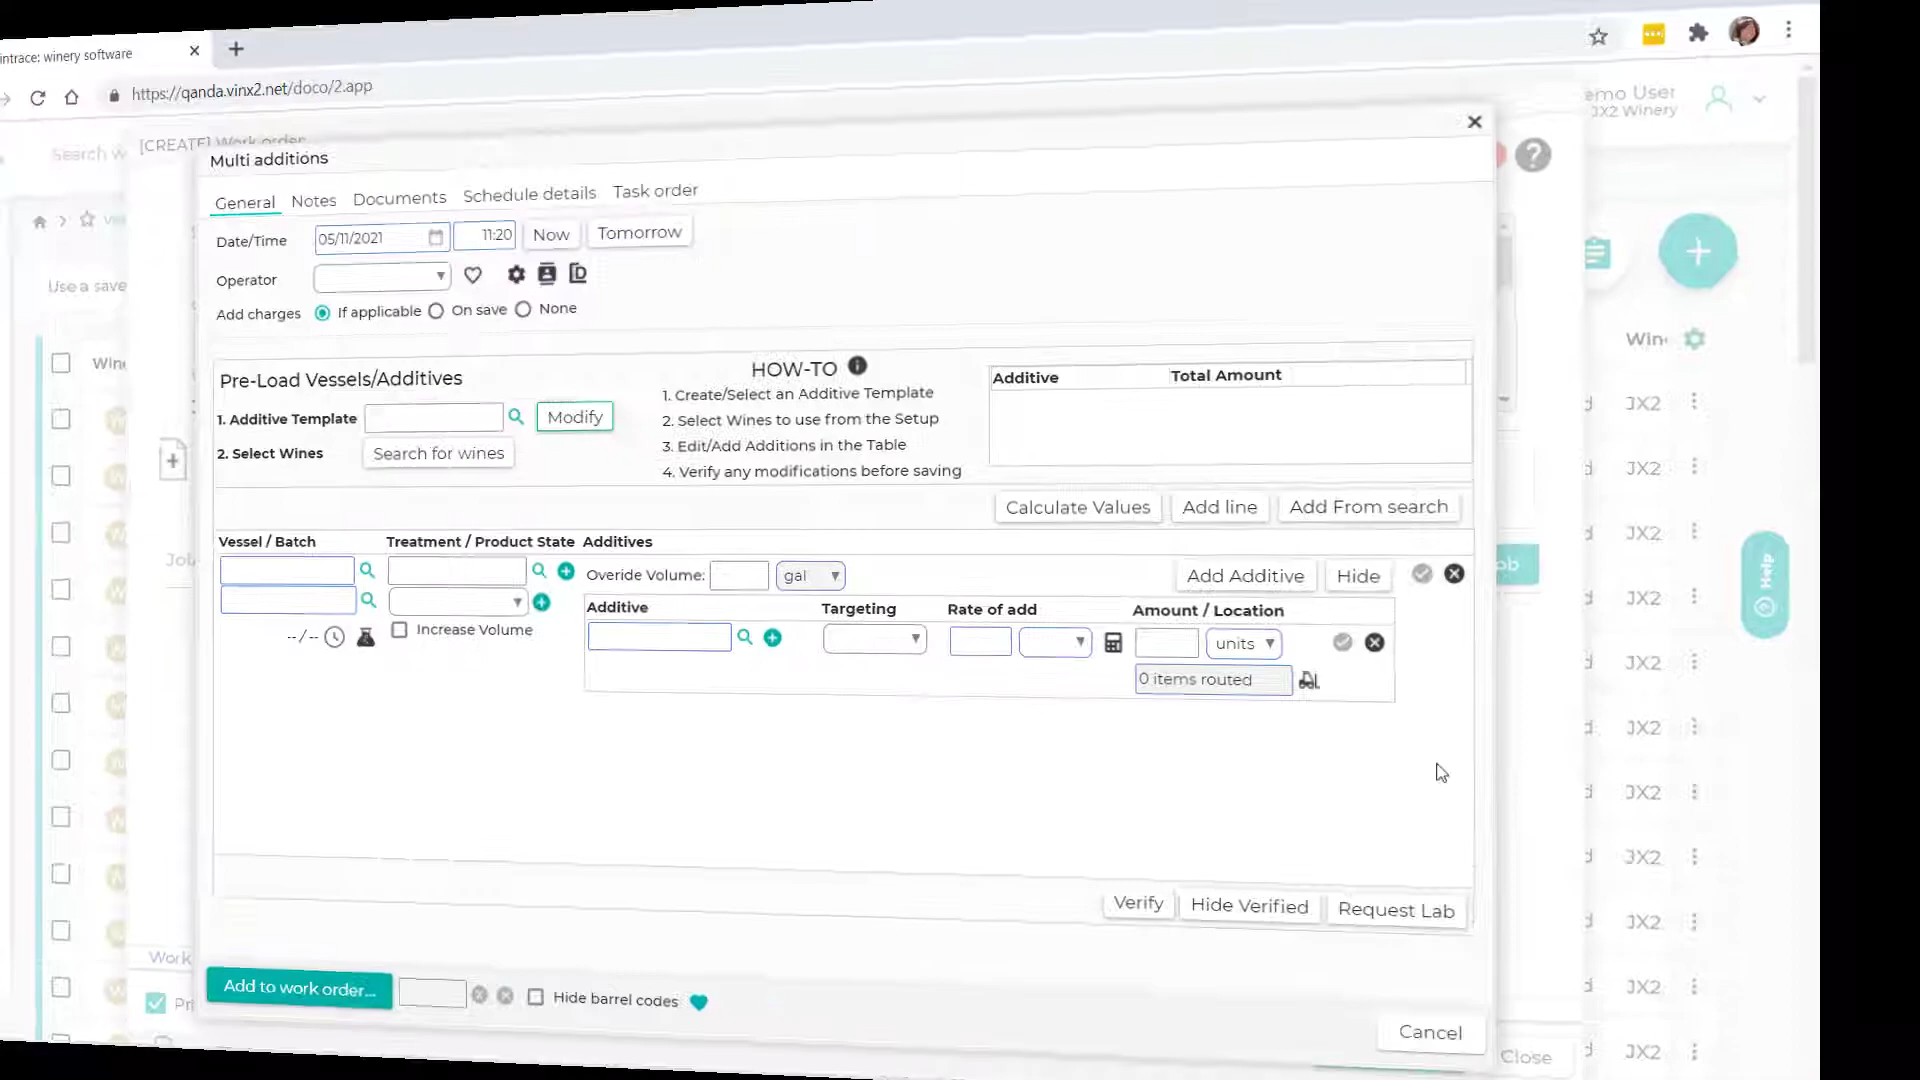 intrace: winery software
https://qanda.vinx2.net/doco/2.app
emo User
JX2 Winery
Search w
[CREATE] Work order
Multi additions
General Notes Documents Schedule details Task order
Date/Time 05/11/2021 11:20 Now Tomorrow
Operator
Add charges If applicable On save None
Use a save
Wine
Win
Pre-Load Vessels/Additives
1. Additive Template Modify
2. Select Wines Search for wines
HOW-TO
1. Create/Select an Additive Template
2. Select Wines to use from the Setup
3. Edit/Add Additions in the Table
4. Verify any modifications before saving
Additive Total Amount
Calculate Values Add line Add From search
Vessel / Batch Treatment / Product State Additives
Overide Volume: gal Add Additive Hide
Additive Targeting Rate of add Amount / Location
--/-- Increase Volume
units
0 items routed
Verify Hide Verified Request Lab
Add to work order... Hide barrel codes
Cancel
Close
Work
Pri
Job
ob
Help
d JX2
d JX2
d JX2
d JX2
d JX2
d JX2
d JX2
d JX2
d JX2
d JX2
d JX2